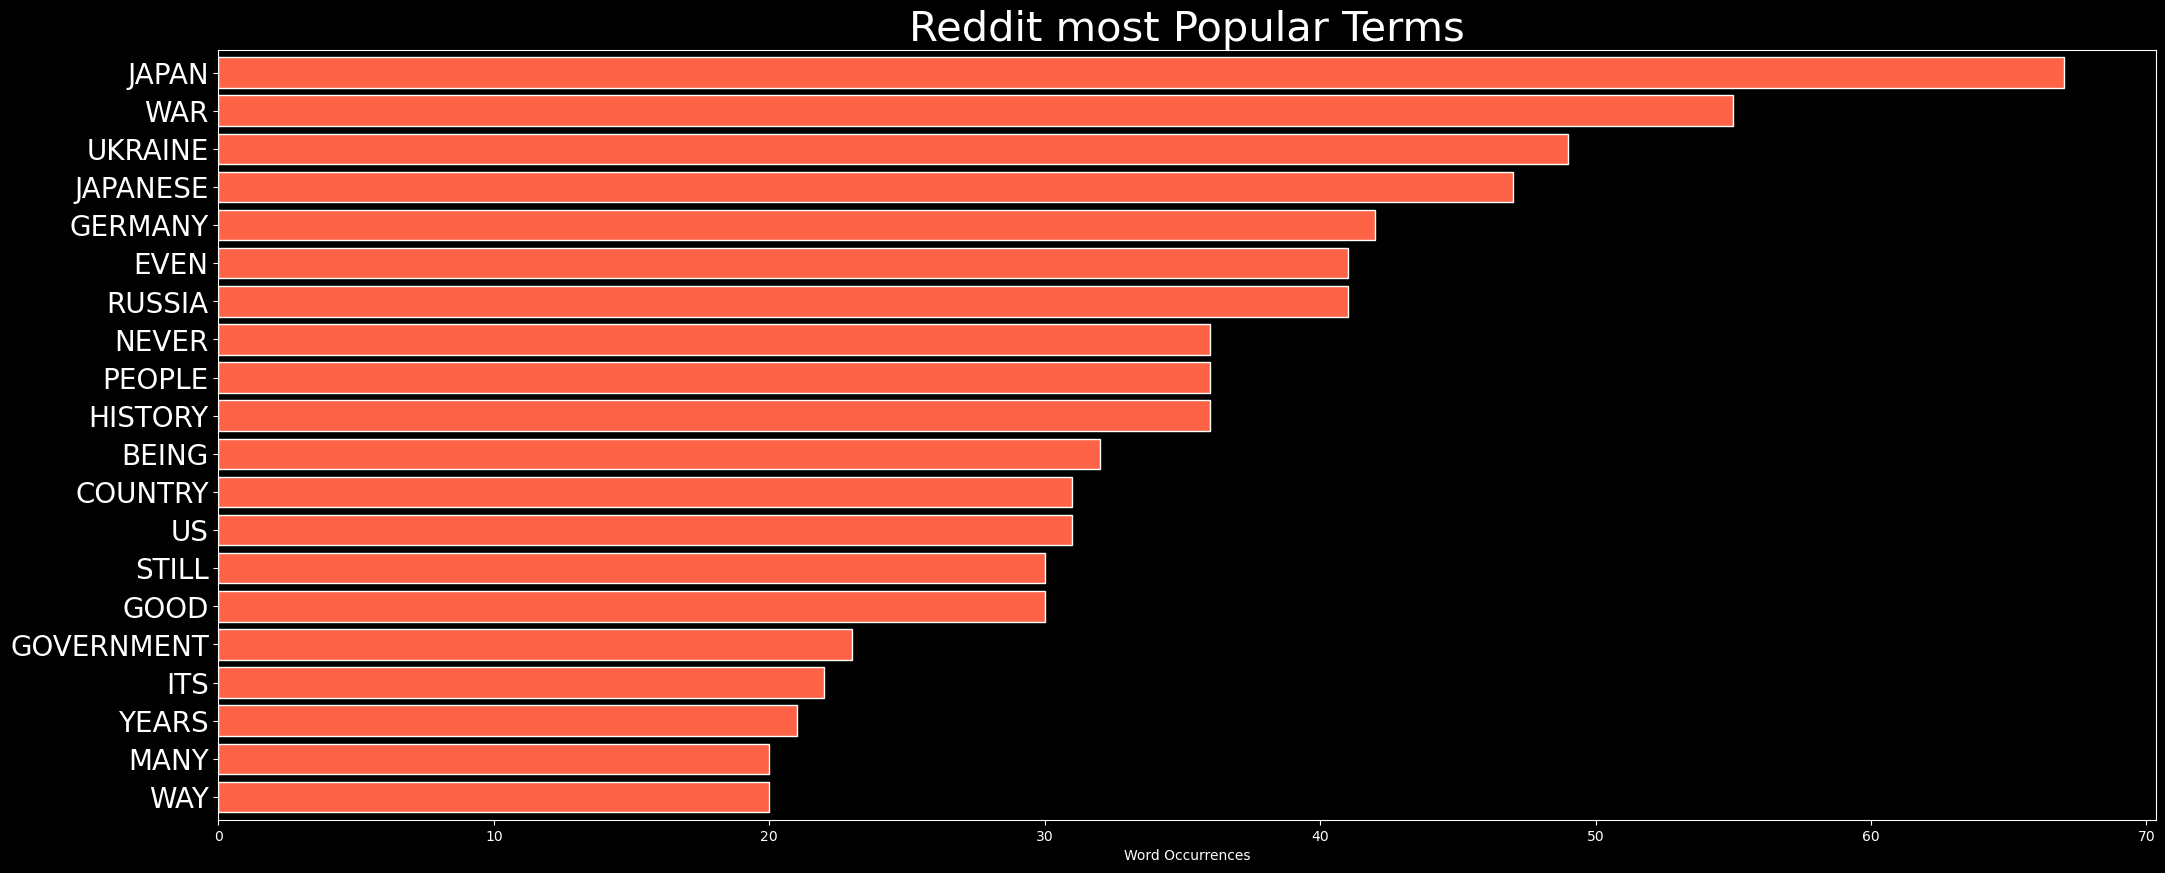 Reddit most Popular Terms
JAPAN
WAR
UKRAINE
JAPANESE
GERMANY
EVEN
RUSSIA
NEVER
PEOPLE
HISTORY
BEING
COUNTRY
US
STILL
GOOD
GOVERNMENT
ITS
YEARS
MANY
WAY
0 10 20 30 40 50 60 70
Word Occurrences